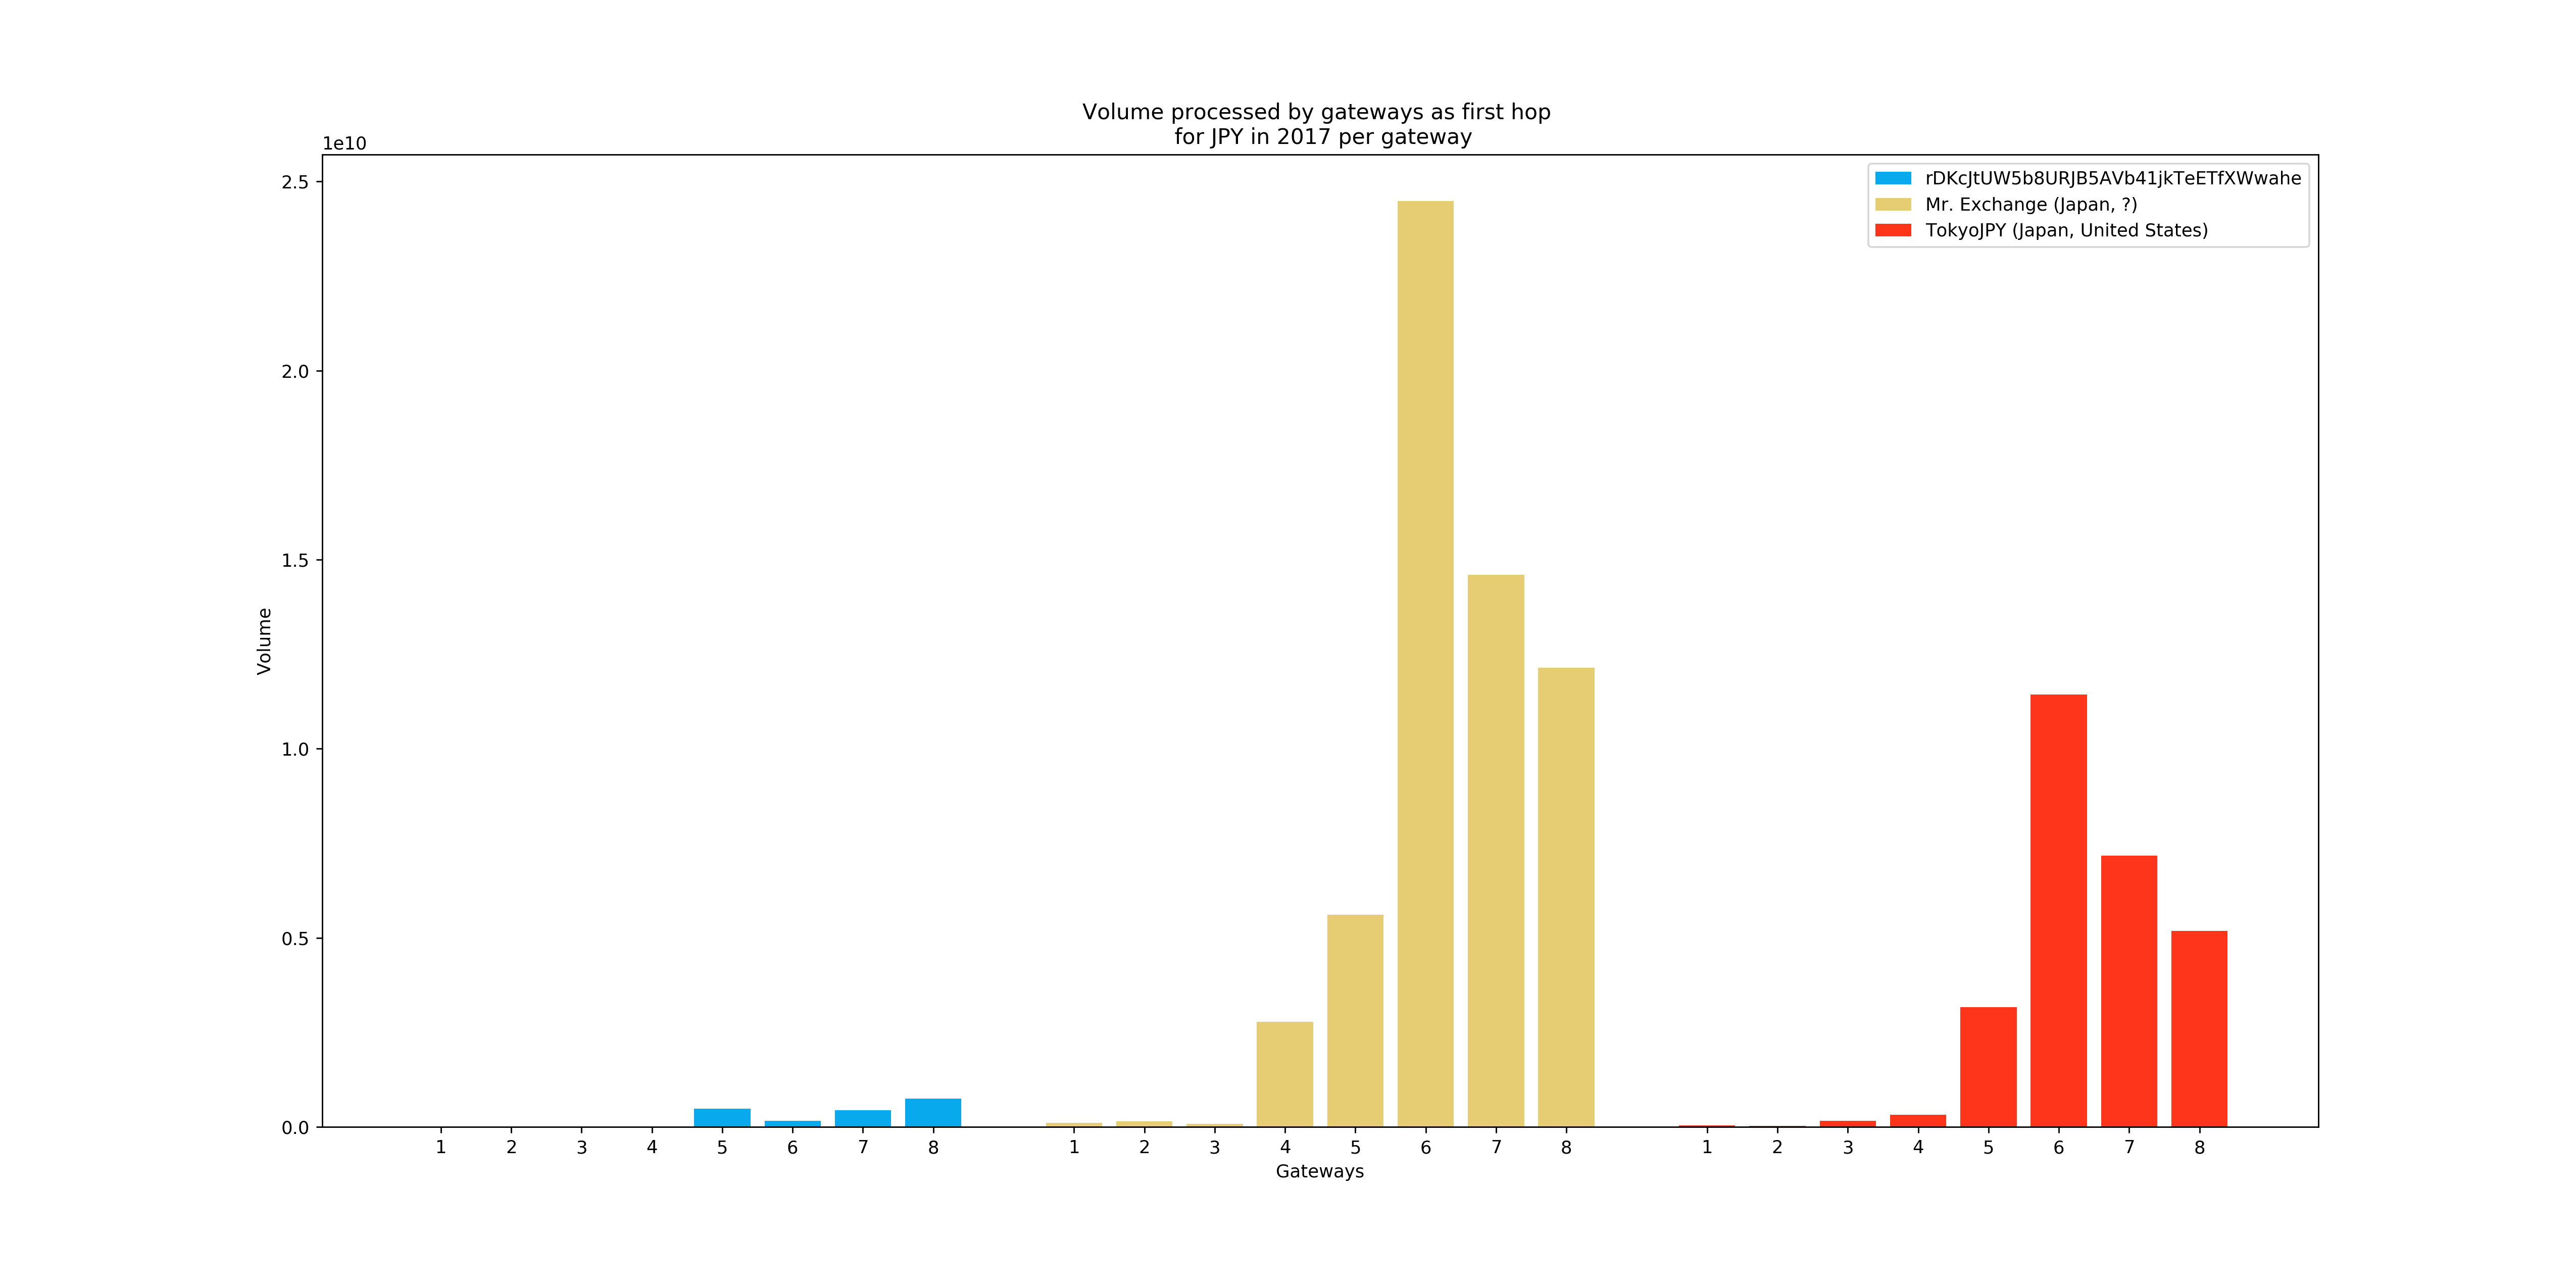 Volume processed by gateways as first hop
for JPY in 2017 per gateway
1e10
2.5
2.0
1.5
1.0
0.5
0.0
Volume
rDKcJtUW5b8URJB5AVb41jkTeETfXWwahe
Mr. Exchange (Japan, ?)
TokyoJPY (Japan, United States)
1 2 3 4 5 6 7 8 1 2 3 4 5 6 7 8 1 2 3 4 5 6 7 8
Gateways